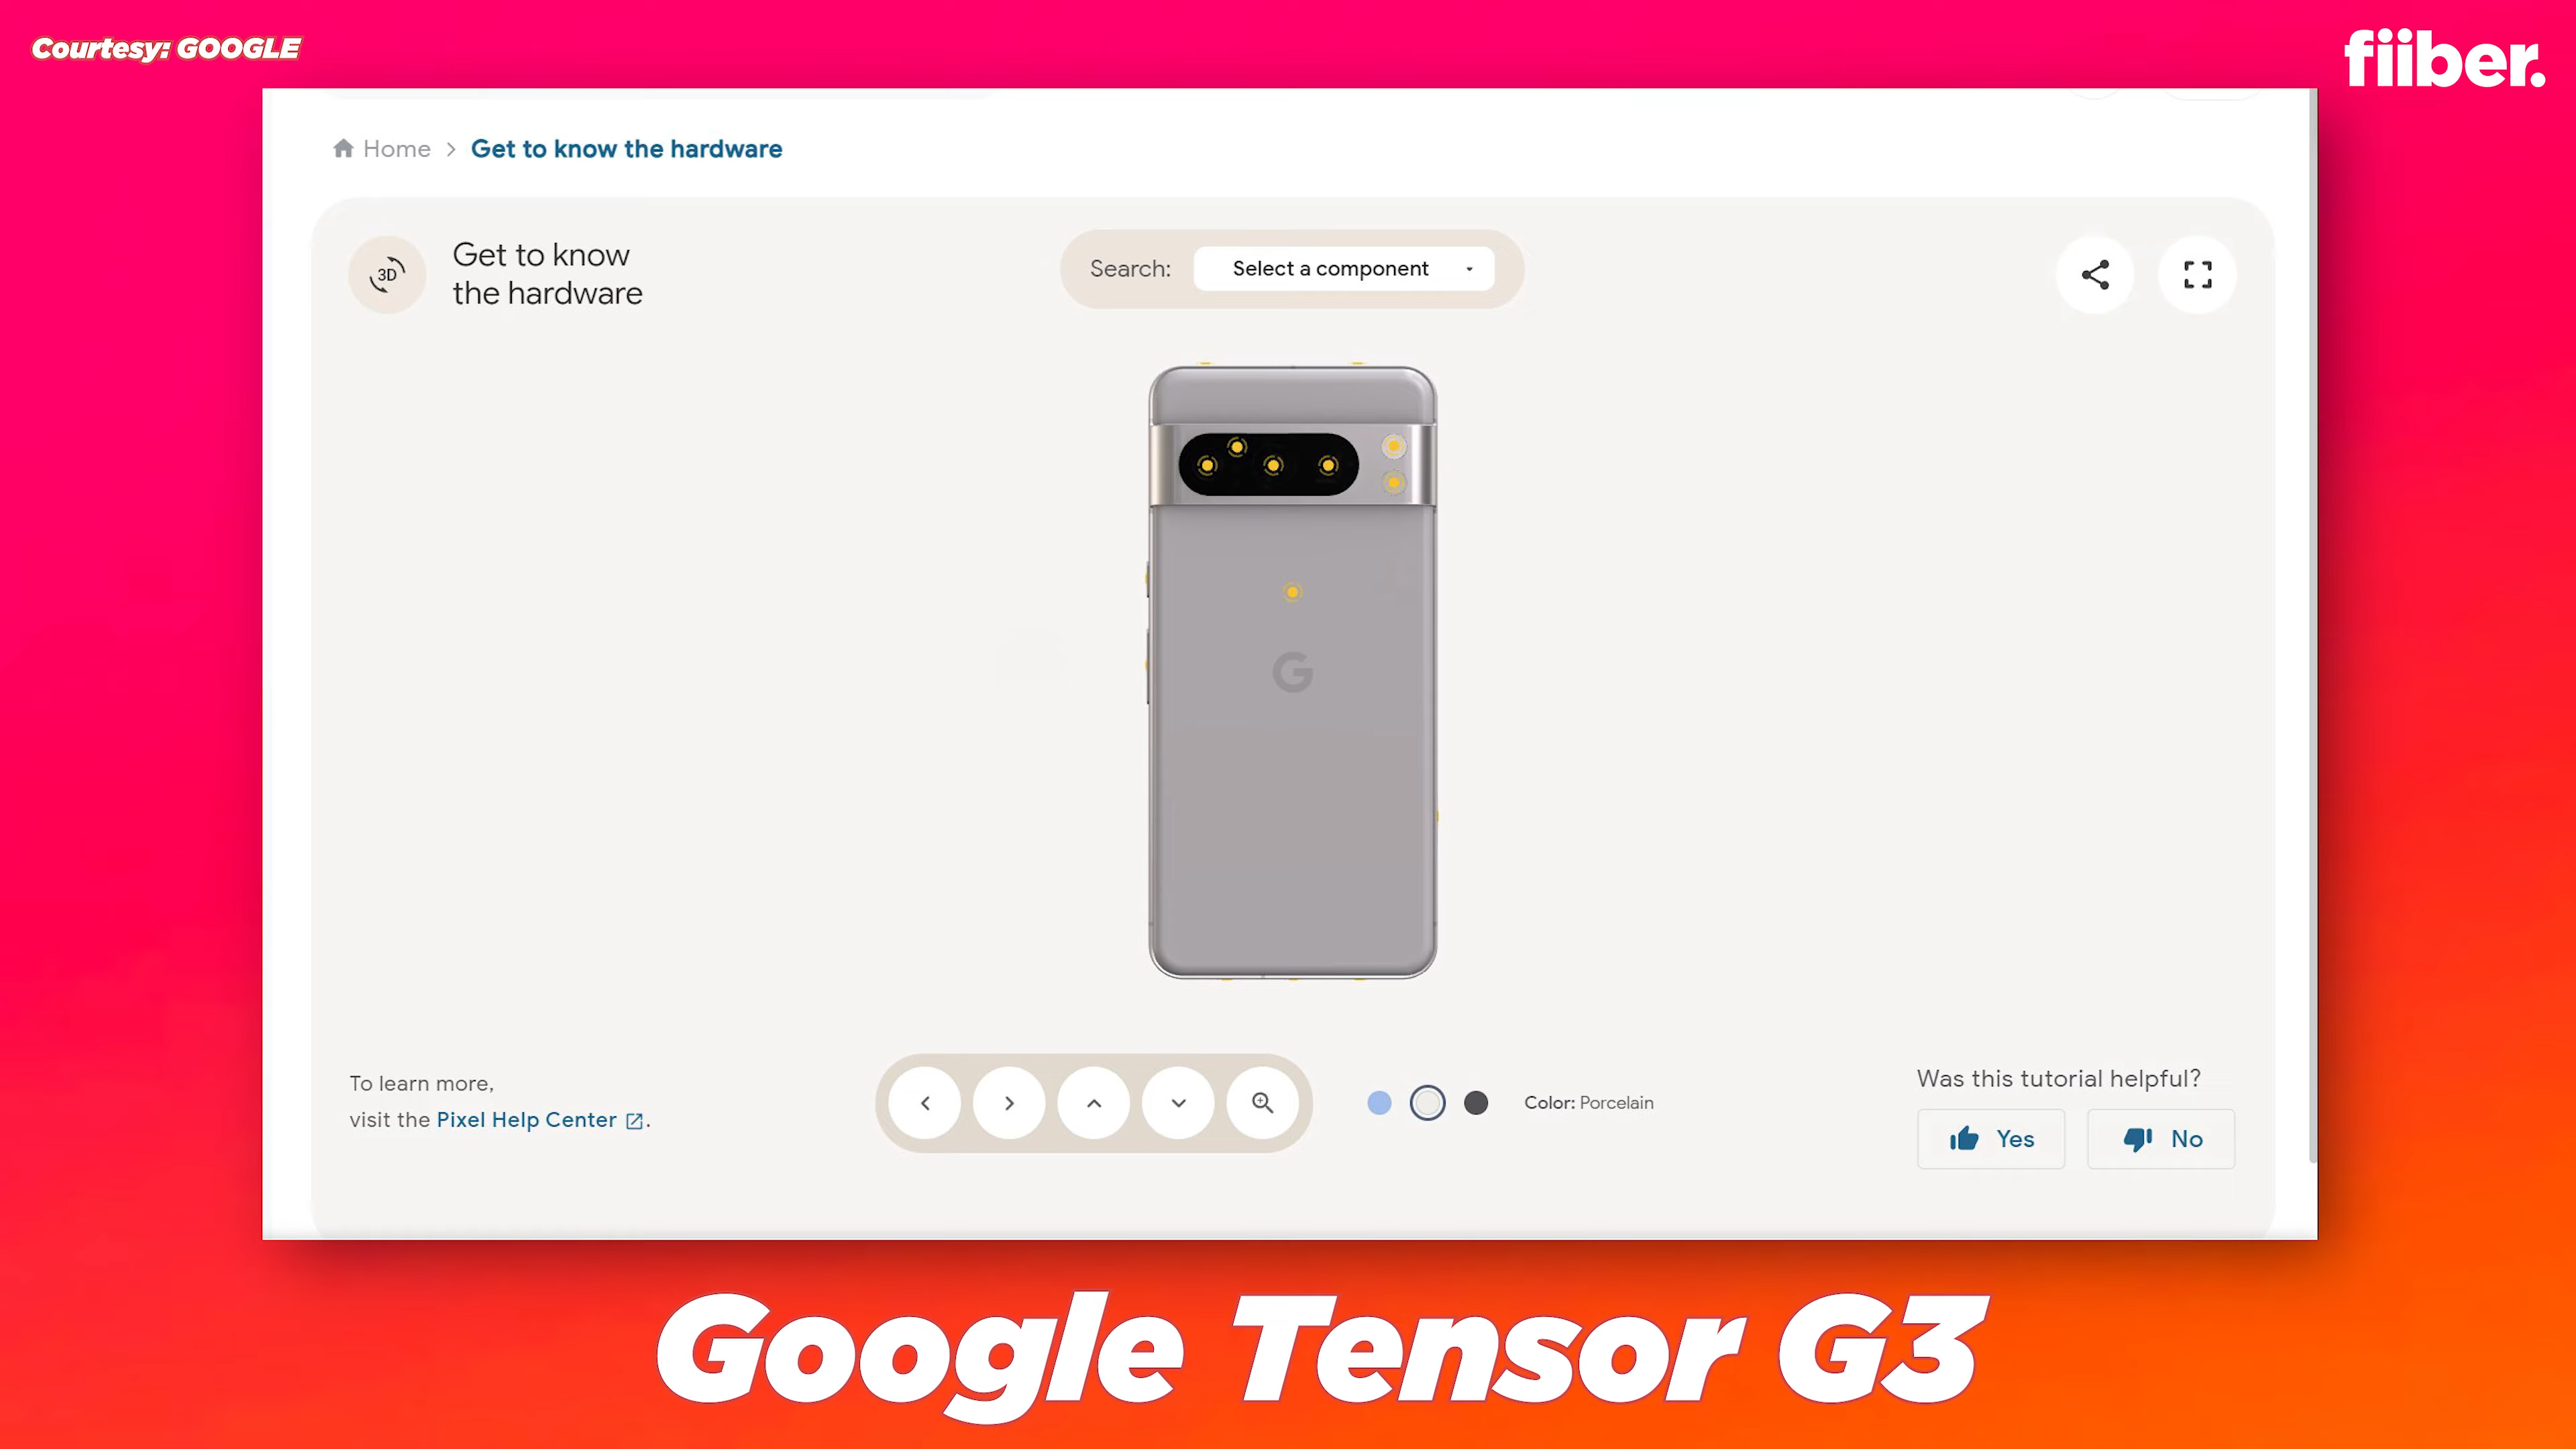 Courtesy: GOOGLE
fiiber.
Home > Get to know the hardware
3D
Get to know
the hardware
Search: Select a component
G
To learn more,
visit the Pixel Help Center.
Color: Porcelain
Was this tutorial helpful?
Yes
No
Google Tensor G3